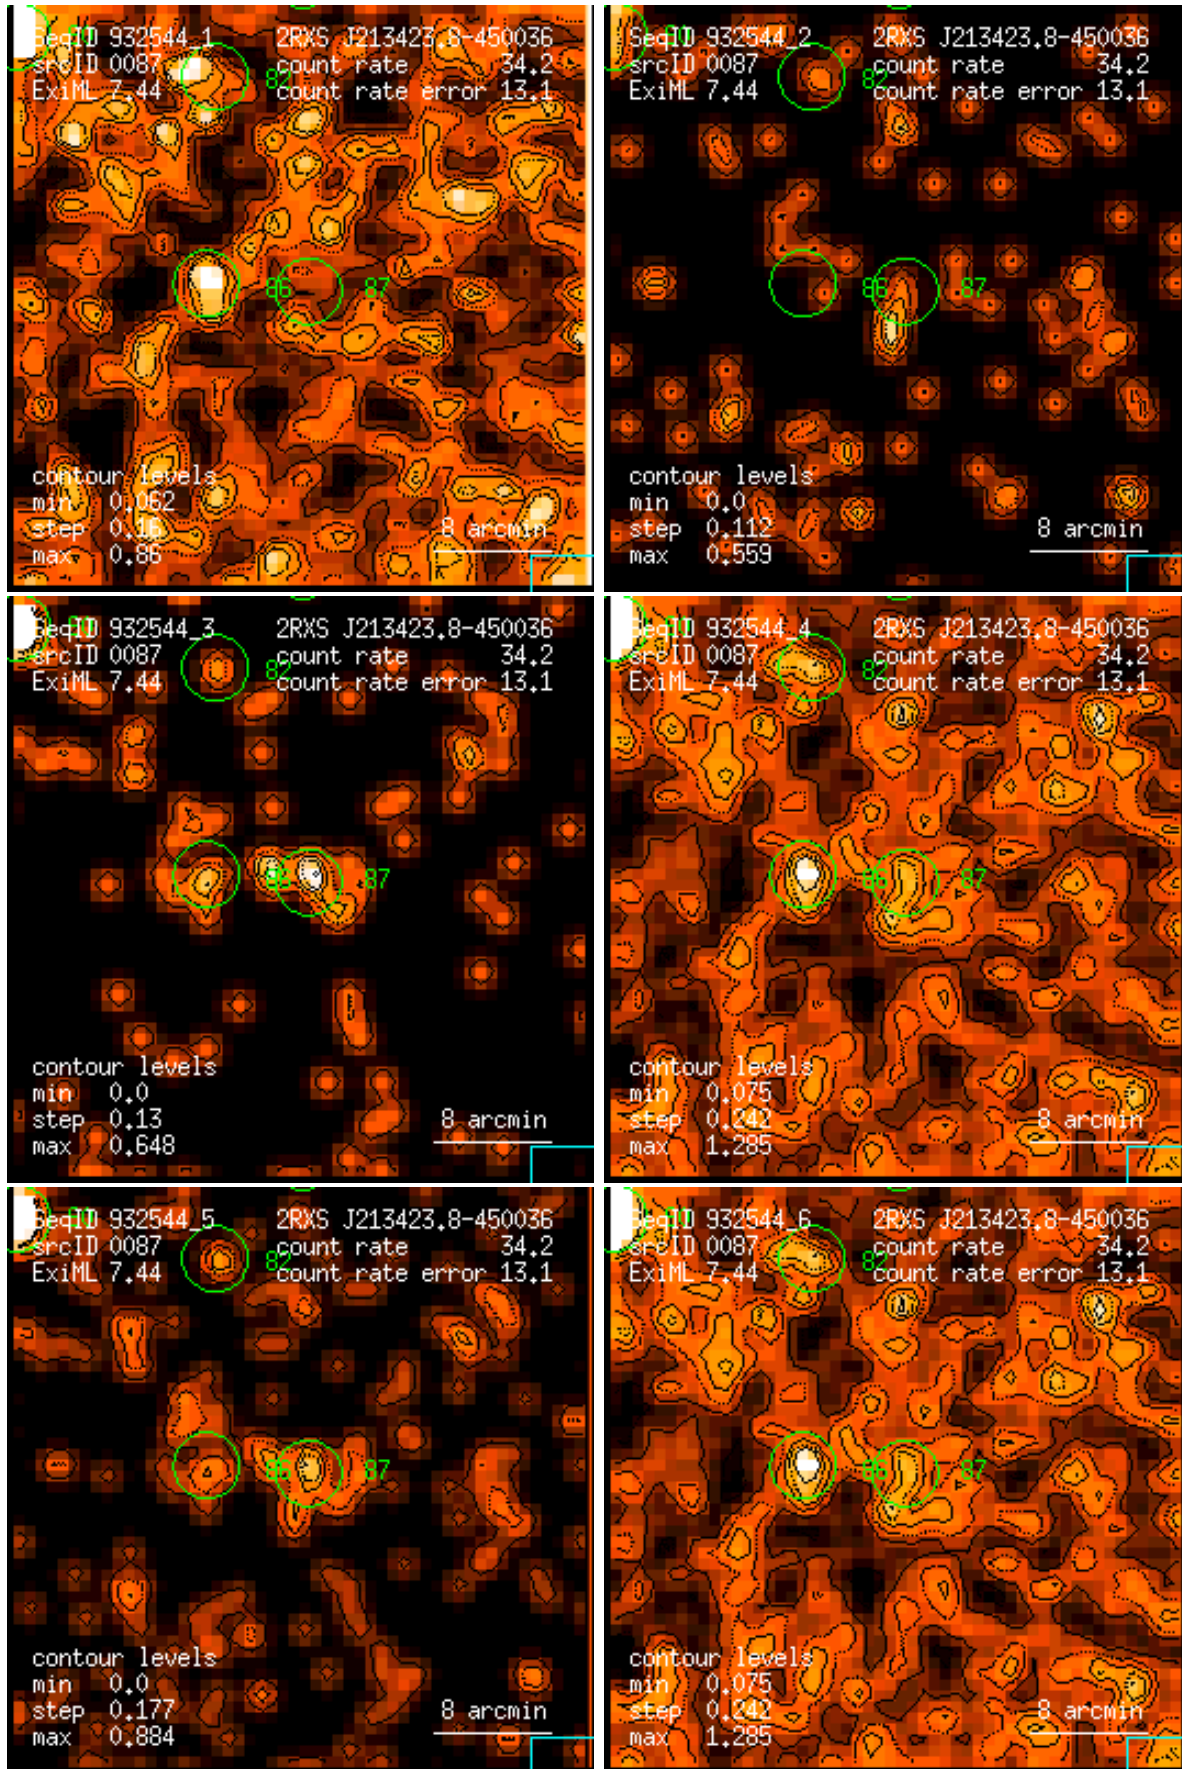 SeqID 932544_1 2RXS J213423.8-450036
srcID 0087 count rate 34.2
ExiML 7.44 82 count rate error 13.1
86 87
contour levels
min 0.062
step 0.16 8 arcmin
max 0.86
SeqID 932544_2 2RXS J213423.8-450036
srcID 0087 count rate 34.2
ExiML 7.44 82 count rate error 13.1
86 87
contour levels
min 0.0
step 0.112 8 arcmin
max 0.559
SeqID 932544_3 2RXS J213423.8-450036
srcID 0087 count rate 34.2
ExiML 7.44 82 count rate error 13.1
86 87
contour levels
min 0.0
step 0.13 8 arcmin
max 0.648
SeqID 932544_4 2RXS J213423.8-450036
srcID 0087 count rate 34.2
ExiML 7.44 82 count rate error 13.1
86 87
contour levels
min 0.075
step 0.242 8 arcmin
max 1.285
SeqID 932544_5 2RXS J213423.8-450036
srcID 0087 count rate 34.2
ExiML 7.44 82 count rate error 13.1
86 87
contour levels
min 0.0
step 0.177 8 arcmin
max 0.884
SeqID 932544_6 2RXS J213423.8-450036
srcID 0087 count rate 34.2
ExiML 7.44 82 count rate error 13.1
86 87
contour levels
min 0.075
step 0.242 8 arcmin
max 1.285